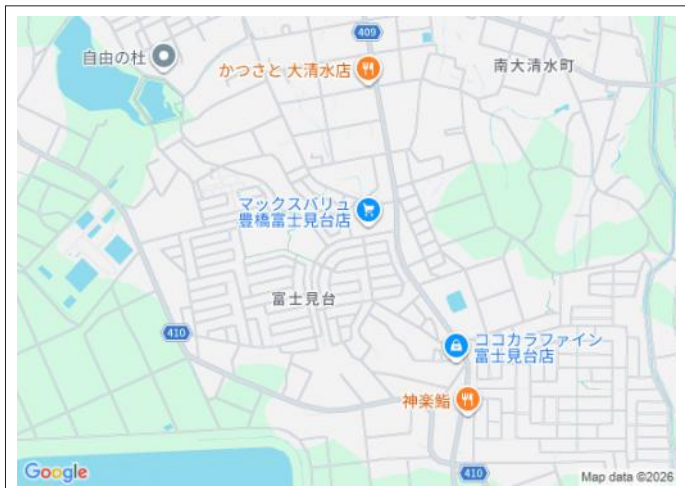 409
自由の杜
かつさと 大清水店
南大清水町
マックスバリュ
豊橋富士見台店
富士見台
410
ココカラファイン
富士見台店
神楽鮨
410
Google
Map data ©2026